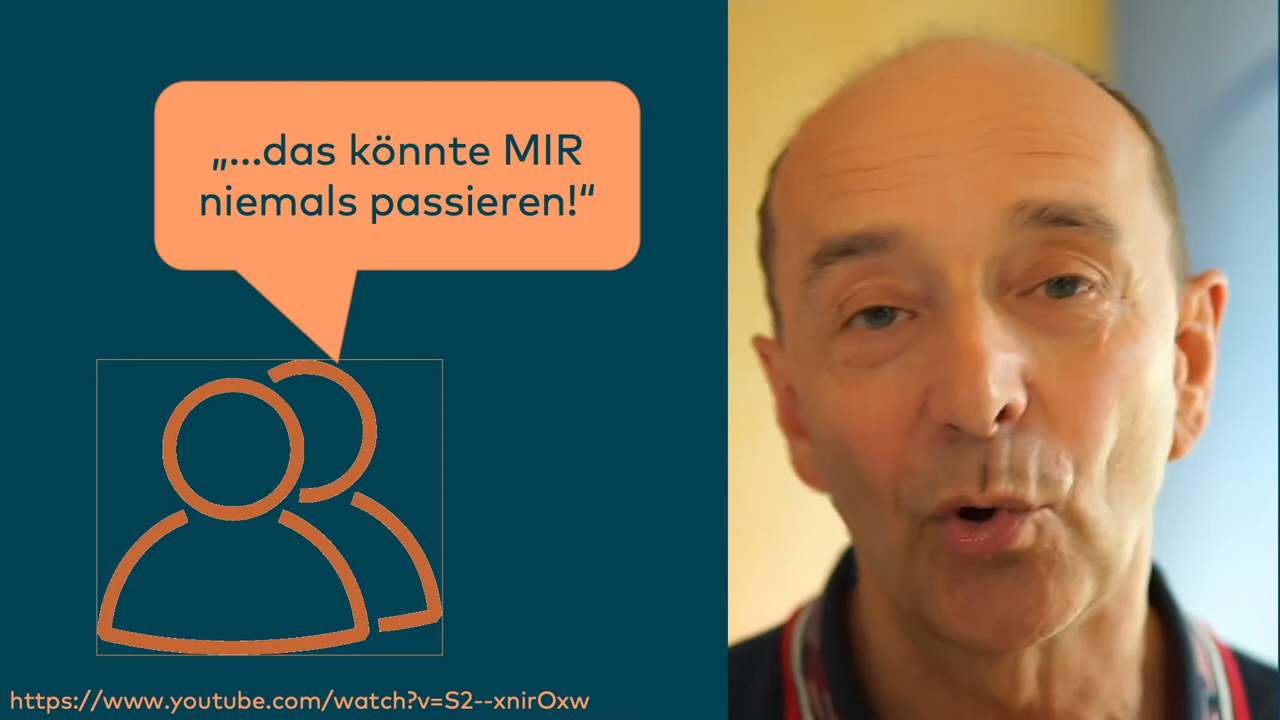 „...das könnte MIR
niemals passieren!“
https://www.youtube.com/watch?v=S2--xnirOxw